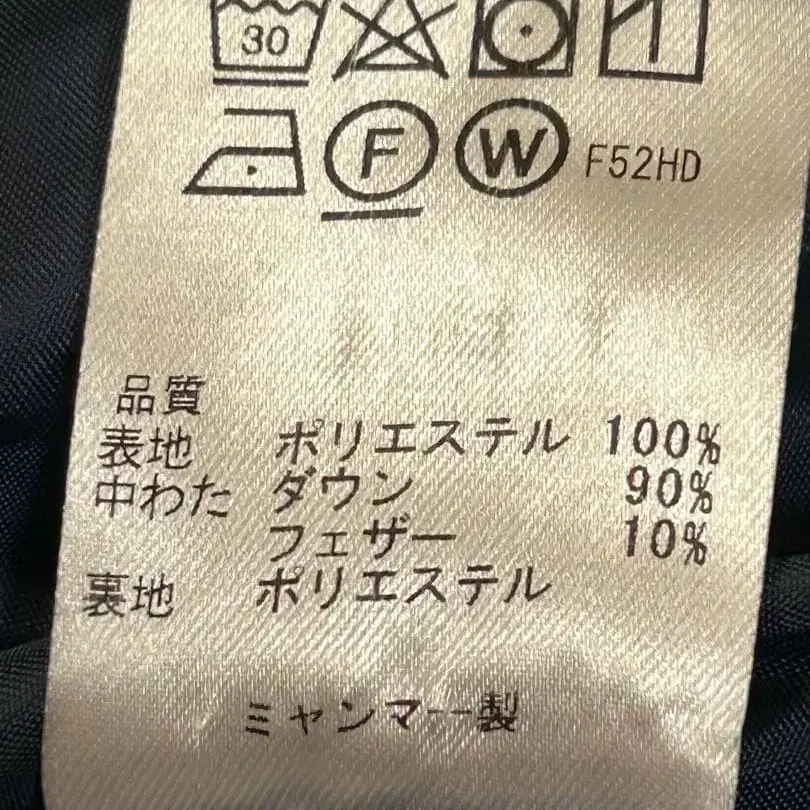 30
F W F52HD
品質
表地 ポリエステル 100%
中わた ダウン 90%
フェザー 10%
裏地 ポリエステル
ミャンマー製